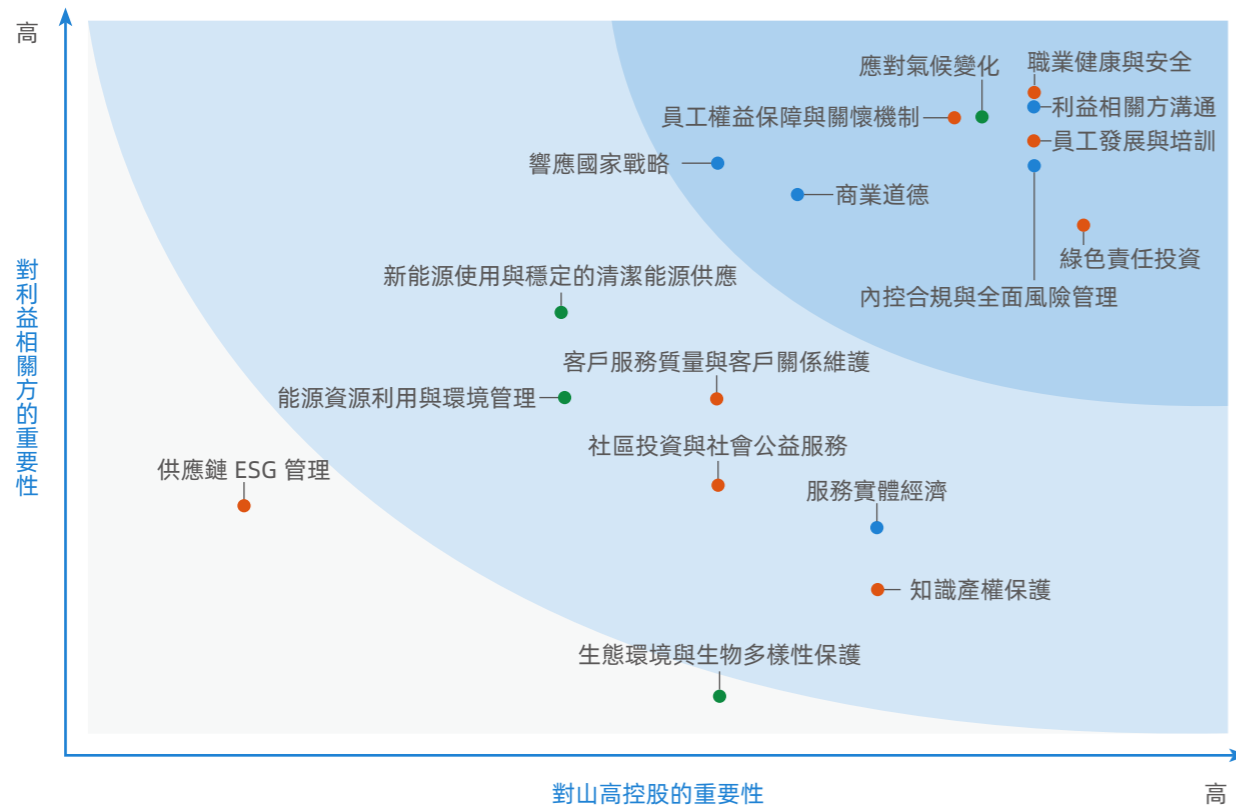 高
應對氣候變化
職業健康與安全
員工權益保障與關懷機制
利益相關方溝通
員工發展與培訓
響應國家戰略
商業道德
綠色責任投資
新能源使用與穩定的清潔能源供應
內控合規與全面風險管理
對利益相關方的重要性
客戶服務質量與客戶關係維護
能源資源利用與環境管理
社區投資與社會公益服務
供應鏈 ESG 管理
服務實體經濟
知識產權保護
生態環境與生物多樣性保護
對山高控股的重要性
高